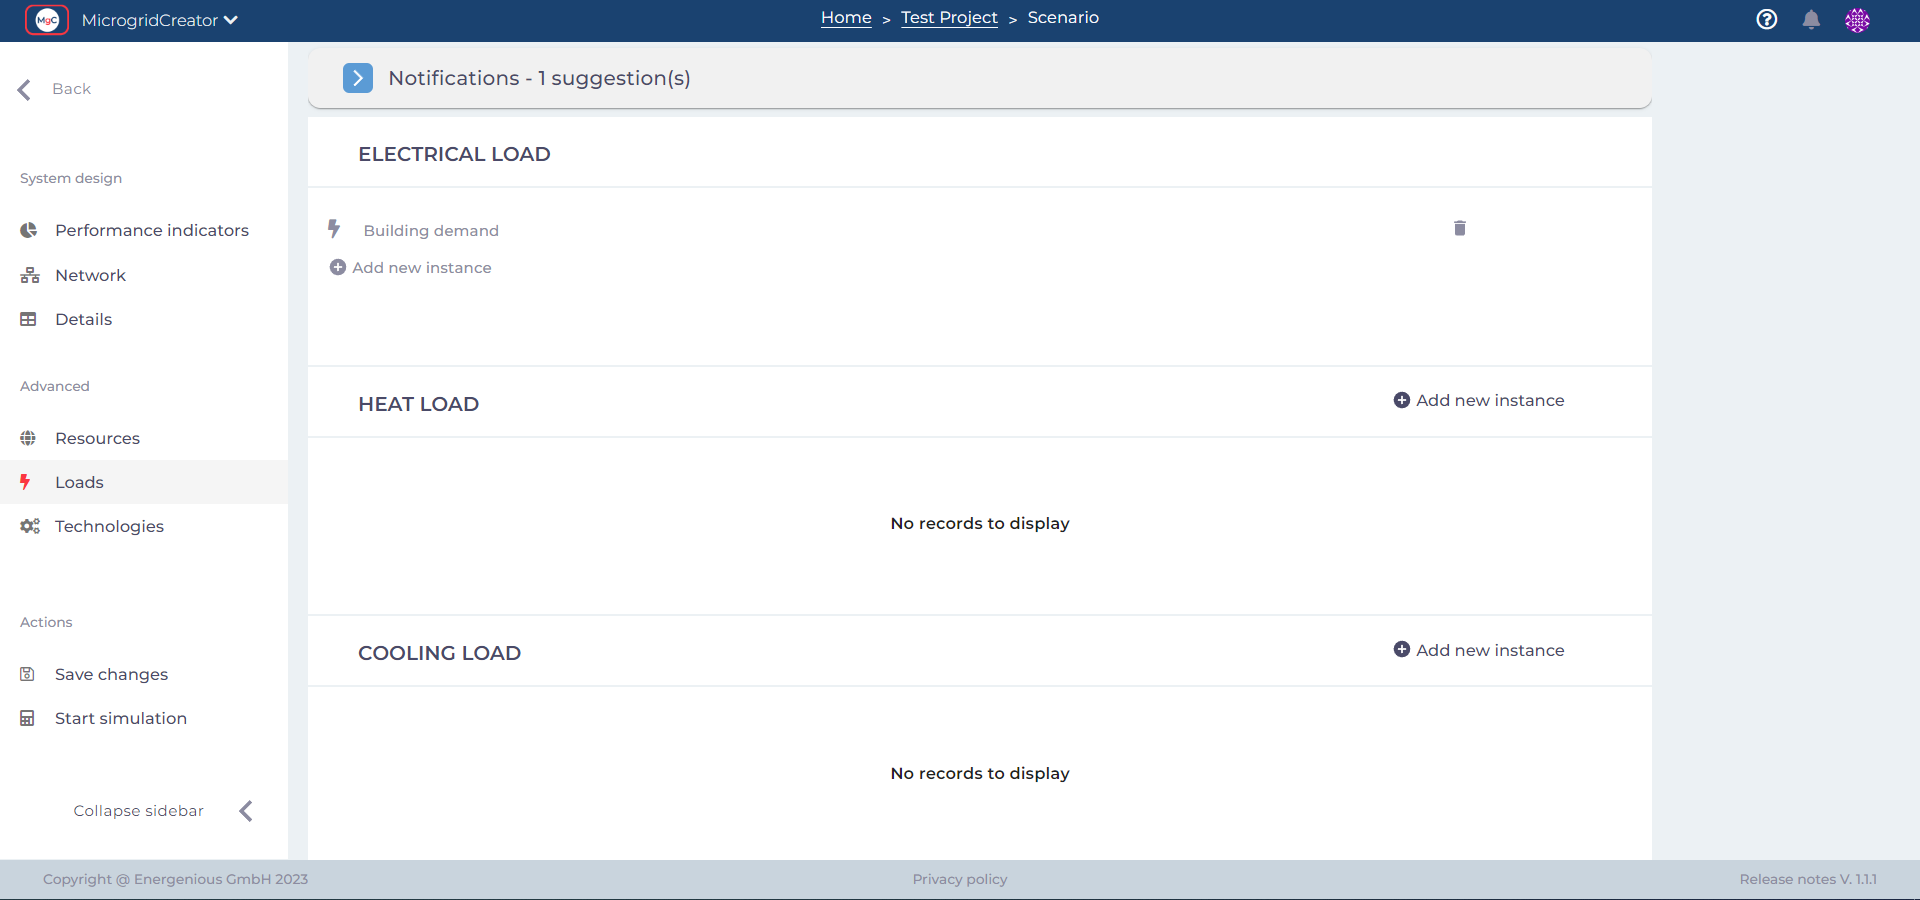 MgC MicrogridCreator
Home > Test Project > Scenario
Back
System design
Performance indicators
Network
Details
Advanced
Resources
Loads
Technologies
Actions
Save changes
Start simulation
Collapse sidebar
Notifications - 1 suggestion(s)
ELECTRICAL LOAD
Building demand
Add new instance
HEAT LOAD
Add new instance
No records to display
COOLING LOAD
Add new instance
No records to display
Copyright @ Energenious GmbH 2023
Privacy policy
Release notes V. 1.1.1